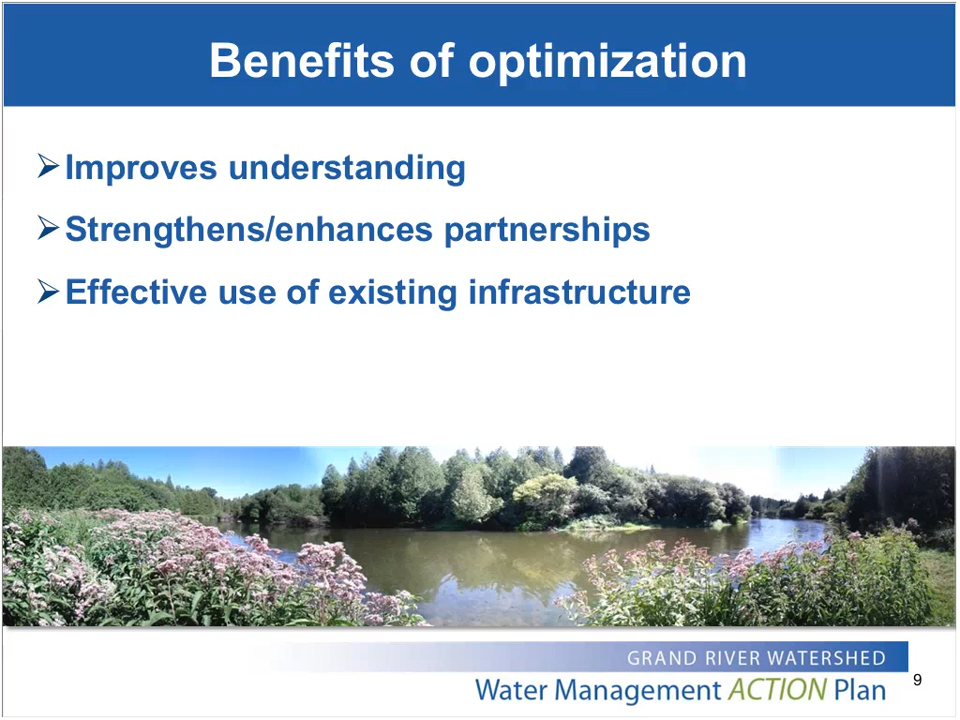 Benefits of optimization
Improves understanding
Strengthens/enhances partnerships
Effective use of existing infrastructure
GRAND RIVER WATERSHED
Water Management ACTION Plan
9